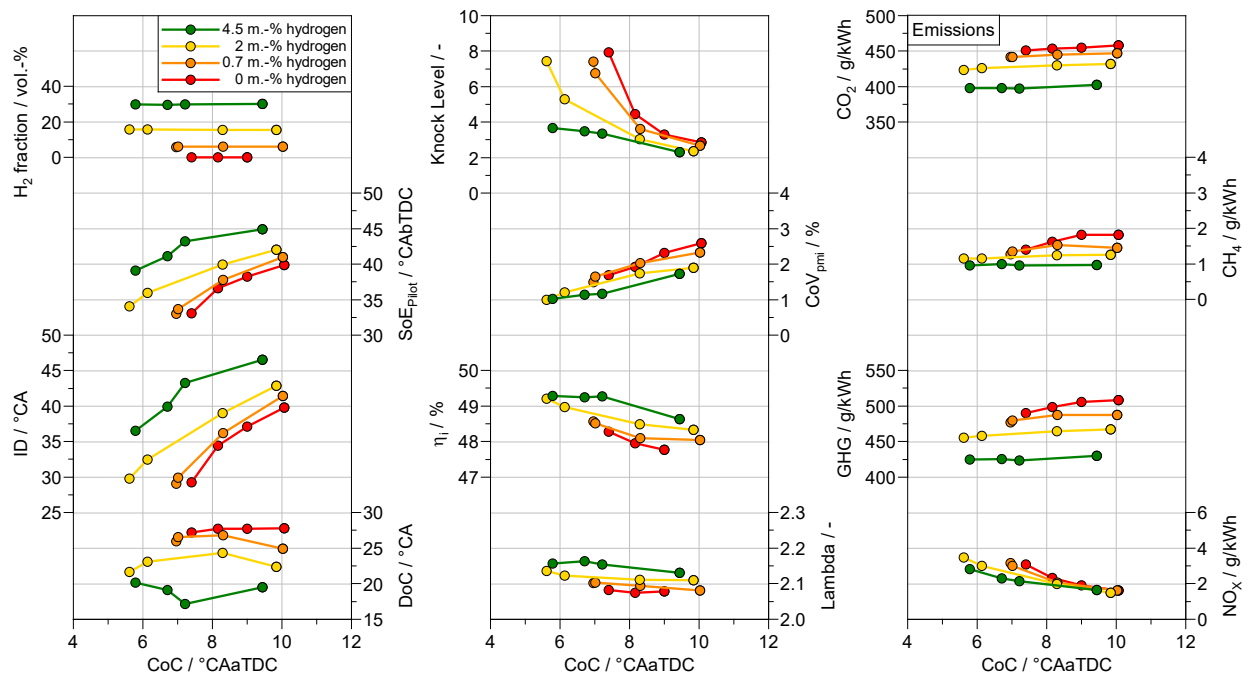 4.5 m.-% hydrogen
2 m.-% hydrogen
0.7 m.-% hydrogen
0 m.-% hydrogen
H2 fraction / vol.-%
40
20
0
SoEPilot / °CAbTDC
50
45
40
35
30
ID / °CA
50
45
40
35
30
25
DoC / °CA
30
25
20
15
4 6 8 10 12
CoC / °CAaTDC
Knock Level / -
10
8
6
4
2
0
CoVpmi / %
4
3
2
1
0
ηi / %
50
49
48
47
Lambda / -
2.3
2.2
2.1
2.0
4 6 8 10 12
CoC / °CAaTDC
Emissions
CO2 / g/kWh
500
450
400
350
CH4 / g/kWh
4
3
2
1
0
GHG / g/kWh
550
500
450
400
NOX / g/kWh
6
4
2
0
4 6 8 10 12
CoC / °CAaTDC